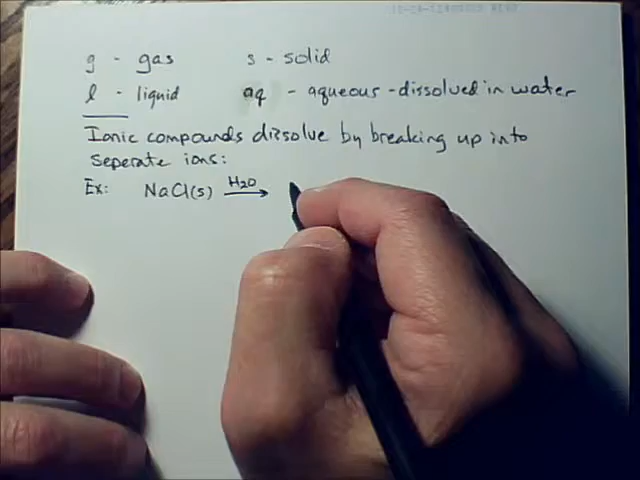 g - gas s - solid
l - liquid aq - aqueous - dissolved in water
Ionic compounds dissolve by breaking up into
seperate ions:
Ex: NaCl(s) H₂O →